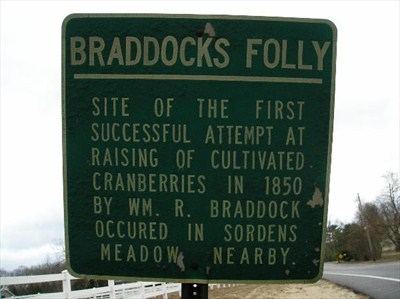 BRADDOCKS FOLLY
SITE OF THE FIRST
SUCCESSFUL ATTEMPT AT
RAISING OF CULTIVATED
CRANBERRIES IN 1850
BY WM. R. BRADDOCK
OCCURED IN SORDENS
MEADOW NEARBY.